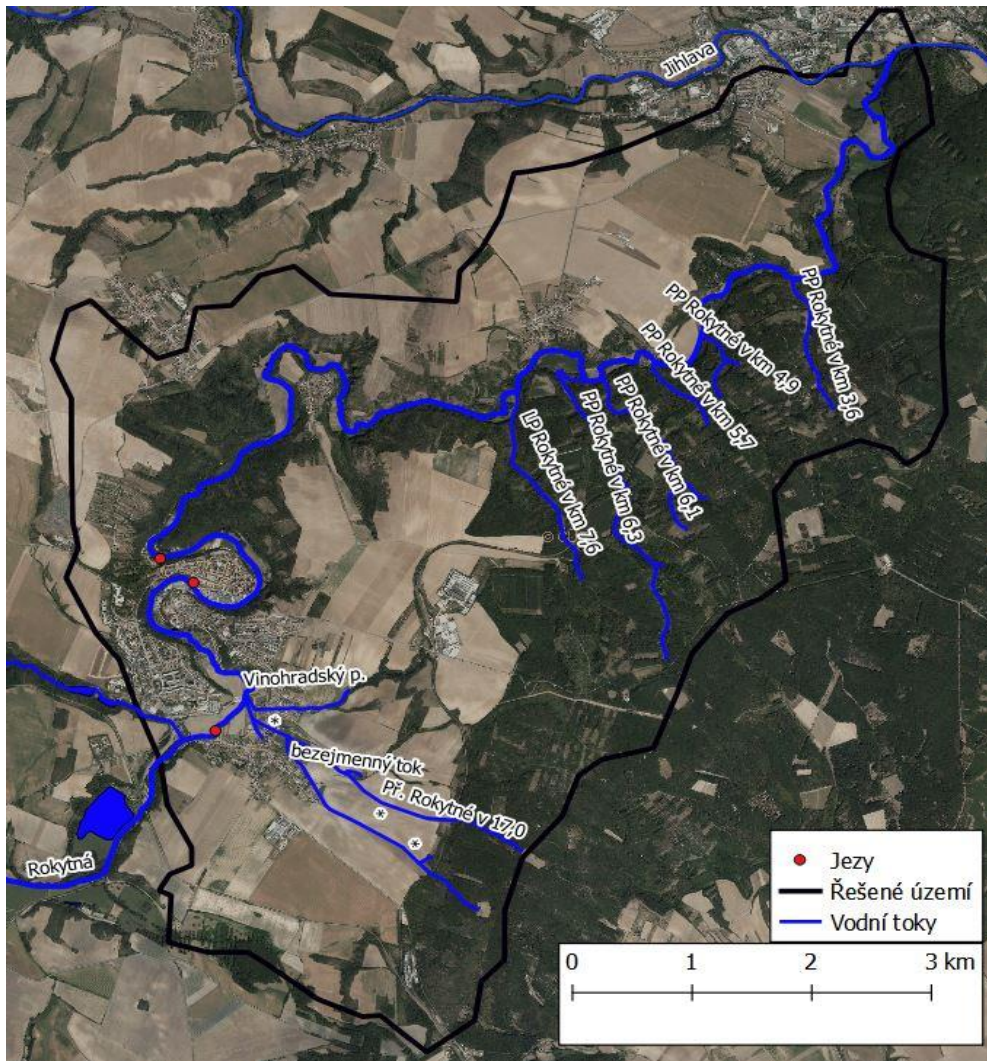 Jihlava
PP Rokytné v km 3,6
PP Rokytné v km 4,9
PP Rokytné v km 5,7
PP Rokytné v km 6,1
PP Rokytné v km 6,3
LP Rokytné v km 7,6
Vinohradský p.
*
bezejmenný tok
Př. Rokytné v 17,0
*
*
Rokytná
Jezy
Řešené území
Vodní toky
0 1 2 3 km